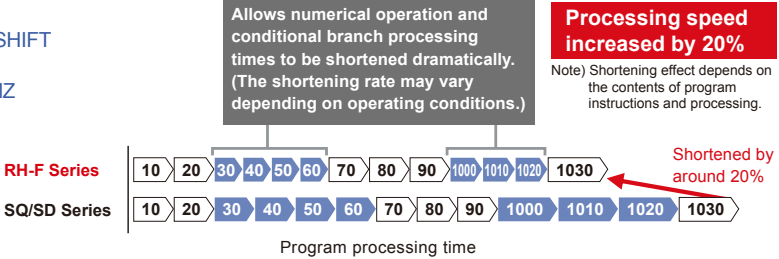 SHIFT
NZ
Allows numerical operation and
conditional branch processing
times to be shortened dramatically.
(The shortening rate may vary
depending on operating conditions.)
Processing speed
increased by 20%
Note) Shortening effect depends on
the contents of program
instructions and processing.
RH-F Series
10 20 30 40 50 60 70 80 90 1000 1010 1020 1030
Shortened by
around 20%
SQ/SD Series
10 20 30 40 50 60 70 80 90 1000 1010 1020 1030
Program processing time